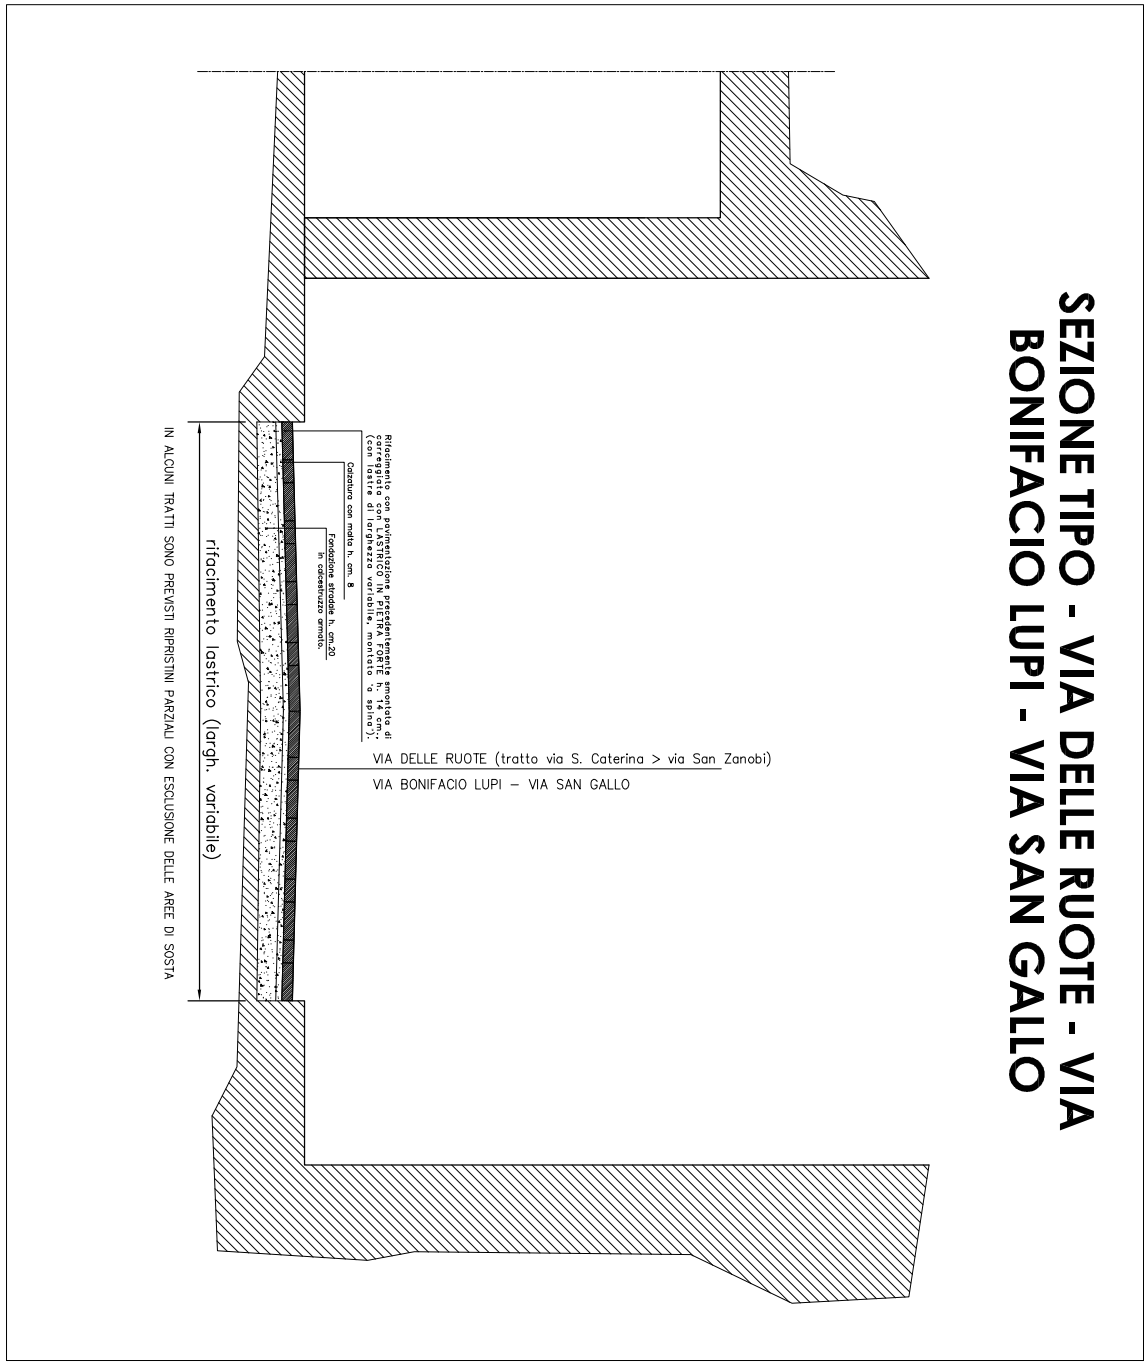 SEZIONE TIPO - VIA DELLE RUOTE - VIA
BONIFACIO LUPI - VIA SAN GALLO
VIA DELLE RUOTE (tratto via S. Caterina > via San Zanobi)
VIA BONIFACIO LUPI - VIA SAN GALLO
Rifacimento con pavimentazione precedentemente smontata di
carreggiata con LASTRICO IN PIETRA FORTE h. 14 cm.
(con lastre di larghezza variabile, montato 'a spina').
Calzatura con malta h. cm. 8
Fondazione stradale h. cm.20
in calcestruzzo armato.
rifacimento lastrico (largh. variabile)
IN ALCUNI TRATTI SONO PREVISTI RIPRISTINI PARZIALI CON ESCLUSIONE DELLE AREE DI SOSTA